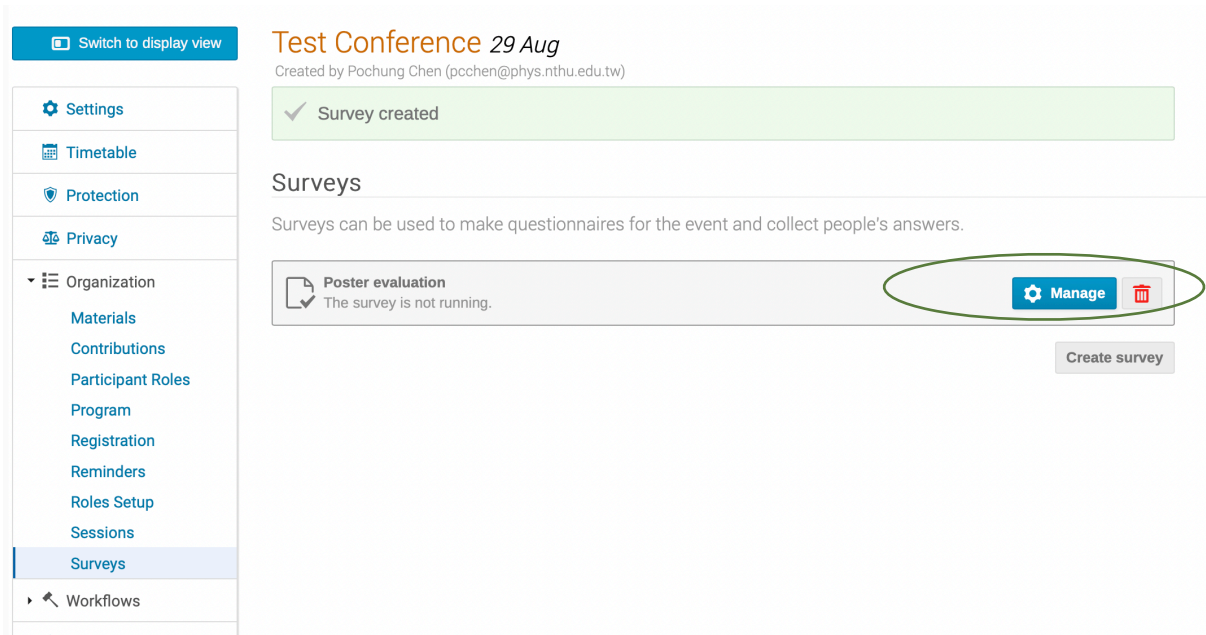 Switch to display view
Settings
Timetable
Protection
Privacy
Organization
Materials
Contributions
Participant Roles
Program
Registration
Reminders
Roles Setup
Sessions
Surveys
Workflows
Test Conference 29 Aug
Created by Pochung Chen (pcchen@phys.nthu.edu.tw)
Survey created
Surveys
Surveys can be used to make questionnaires for the event and collect people's answers.
Poster evaluation
The survey is not running.
Manage
Create survey